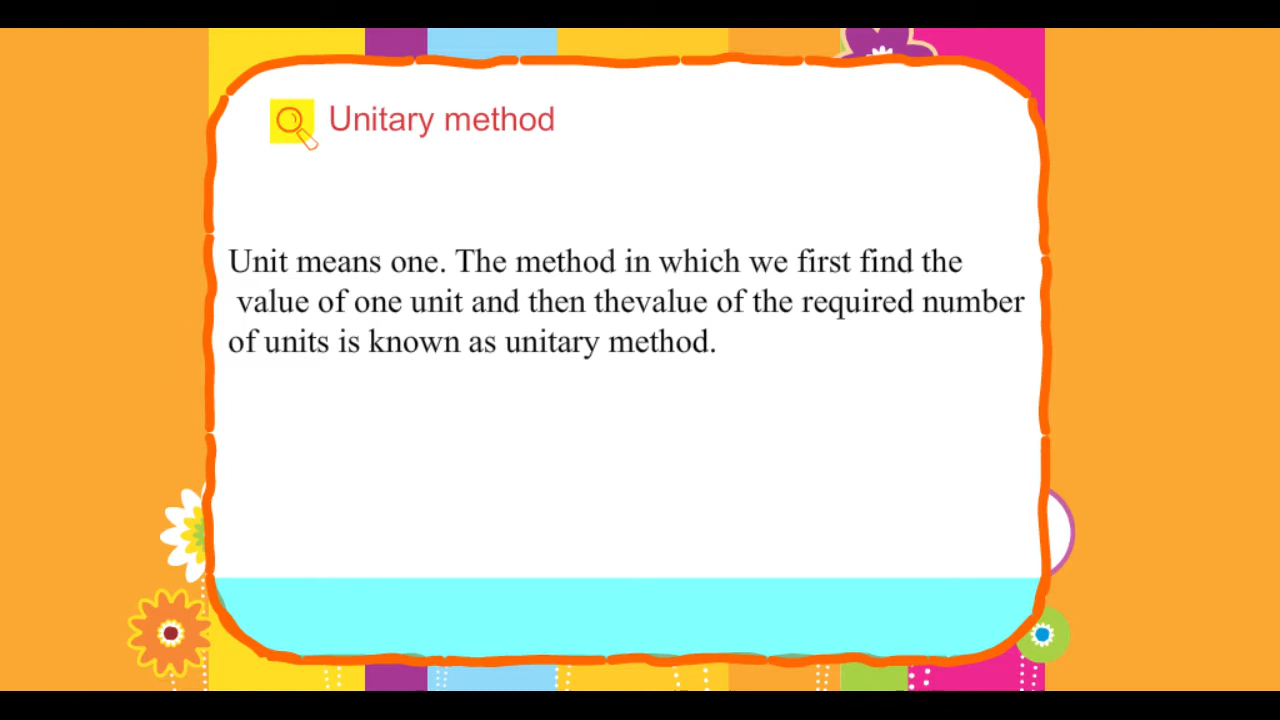 Unitary method
Unit means one. The method in which we first find the
value of one unit and then thevalue of the required number
of units is known as unitary method.